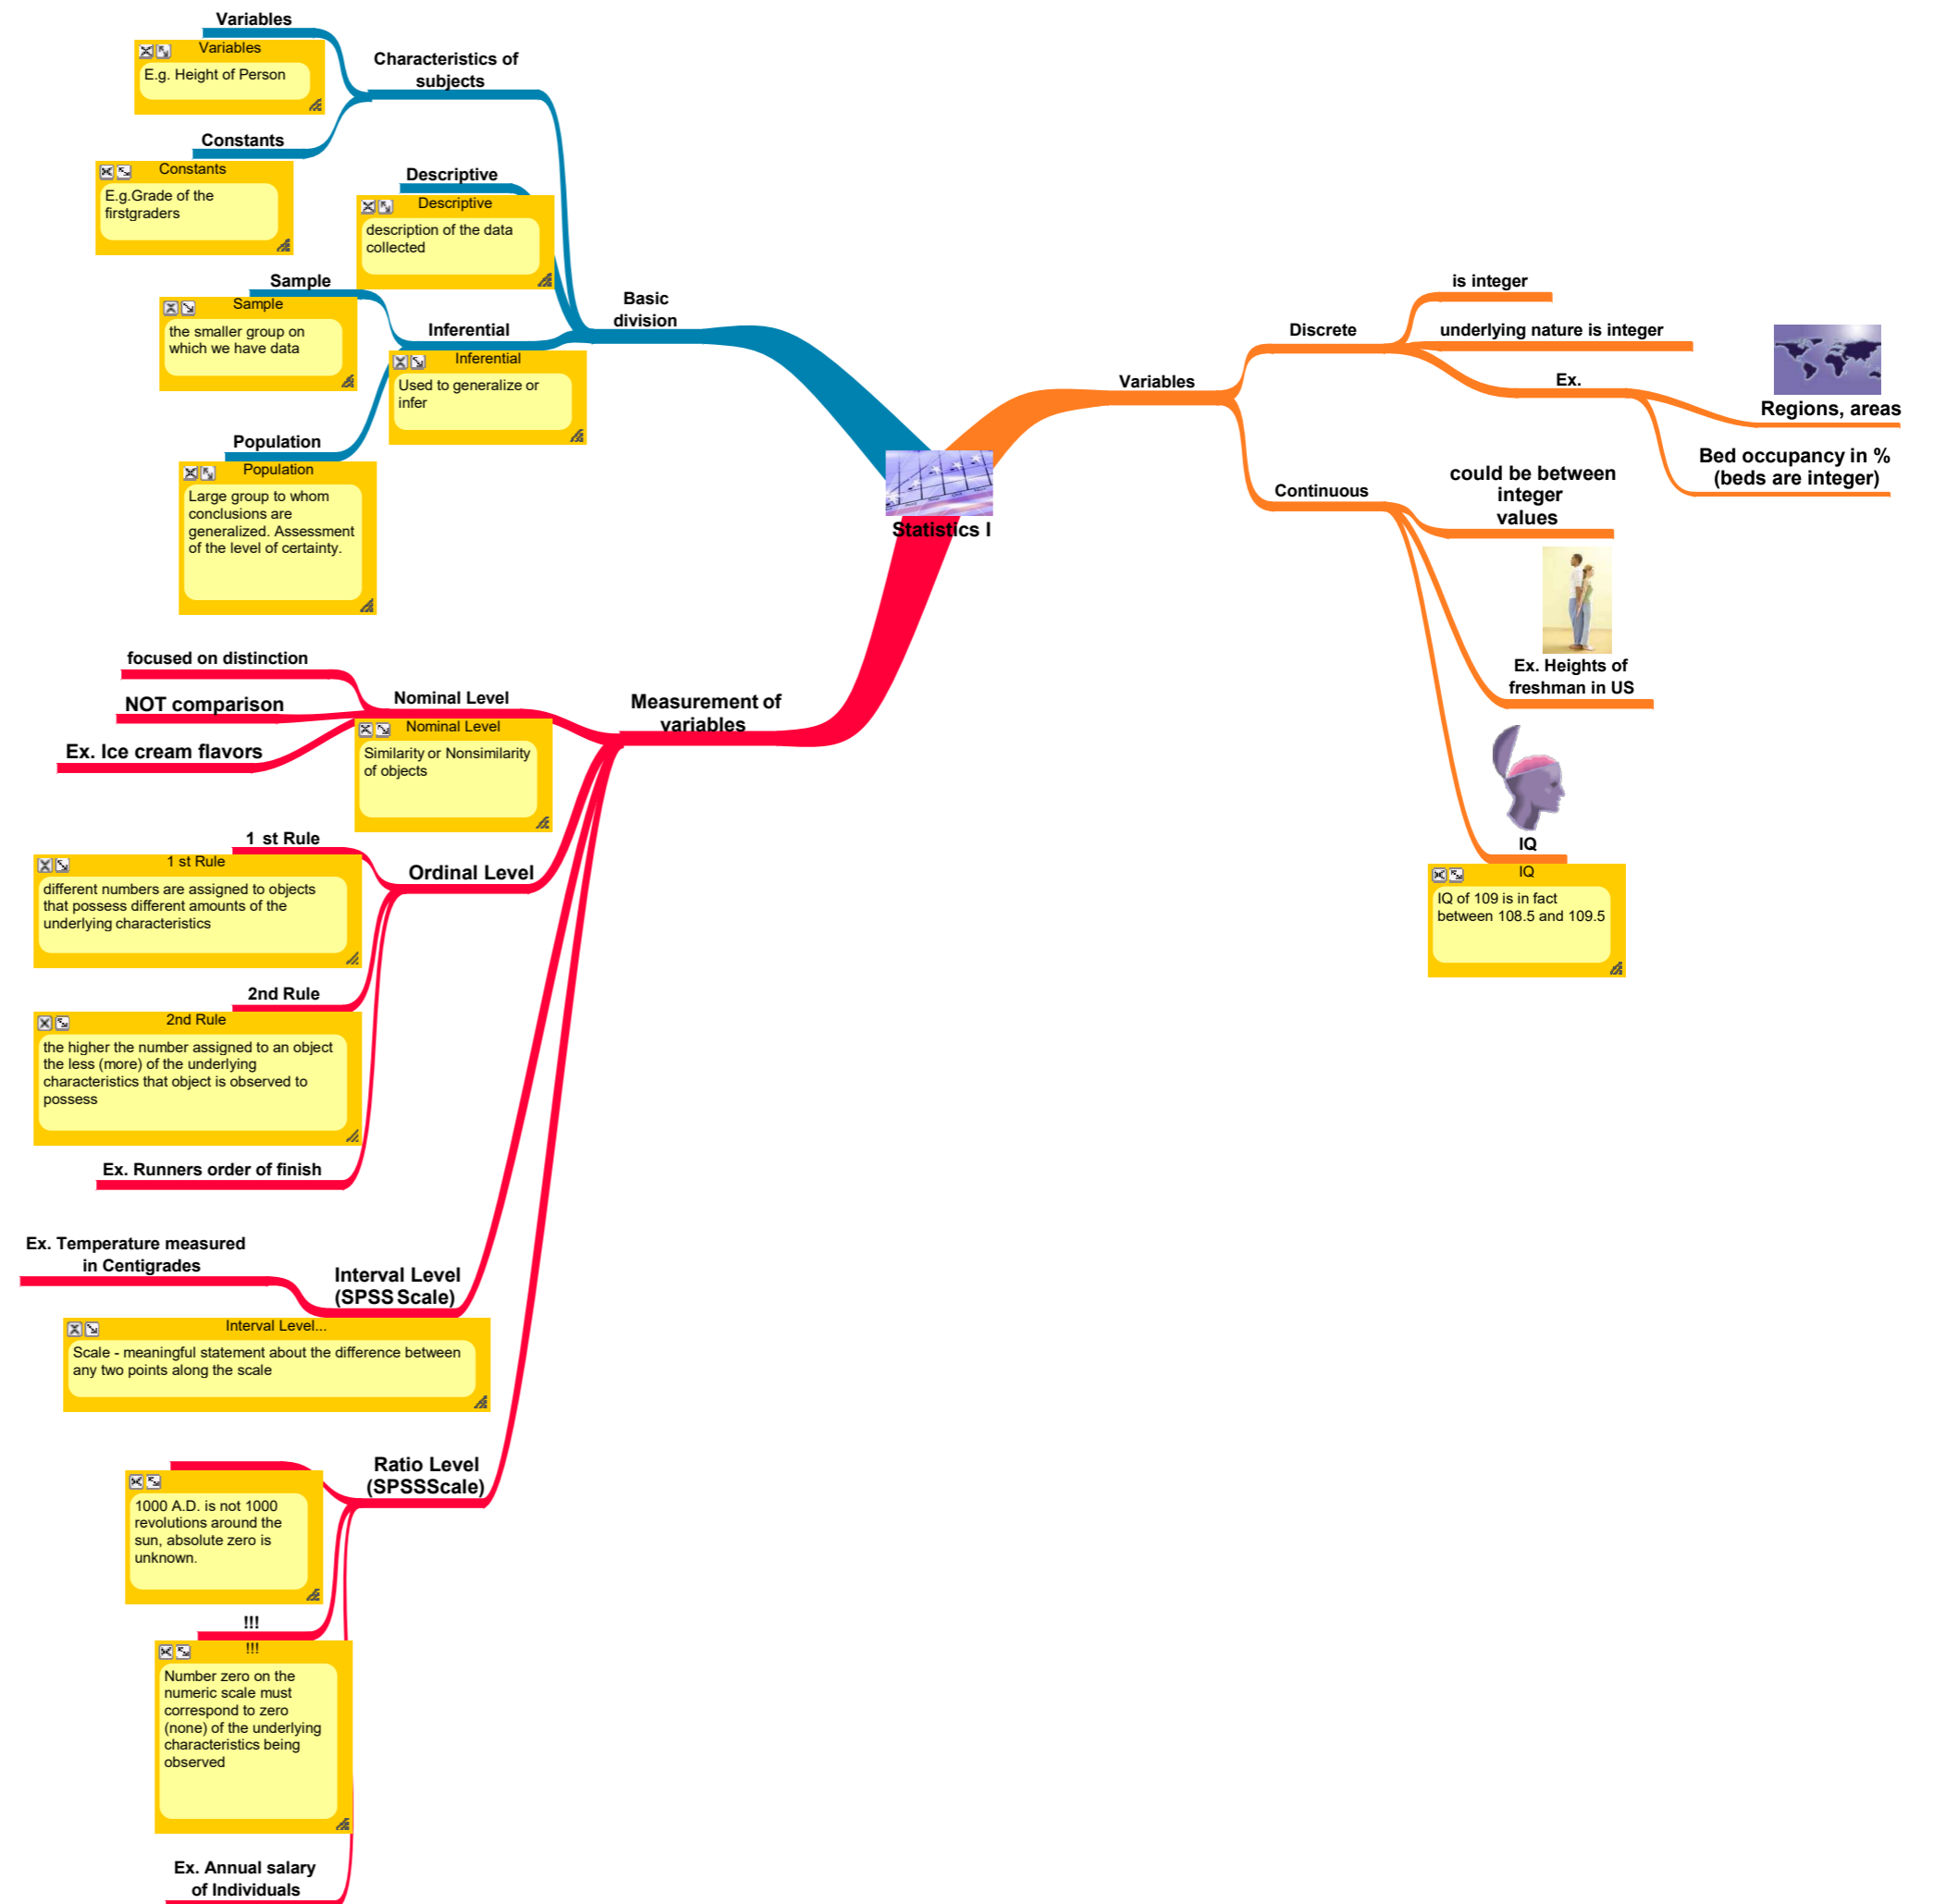 Variables
Variables
E.g. Height of Person
Characteristics of
subjects
Constants
Constants
E.g.Grade of the
firstgraders
Descriptive
Descriptive
description of the data
collected
Sample
Sample
the smaller group on
which we have data
Inferential
Inferential
Used to generalize or
infer
Population
Population
Large group to whom
conclusions are
generalized. Assessment
of the level of certainty.
Basic
division
Statistics I
Variables
Discrete
is integer
underlying nature is integer
Ex.
Regions, areas
Bed occupancy in %
(beds are integer)
Continuous
could be between
integer
values
Ex. Heights of
freshman in US
IQ
IQ
IQ of 109 is in fact
between 108.5 and 109.5
Measurement of
variables
focused on distinction
NOT comparison
Ex. Ice cream flavors
Nominal Level
Nominal Level
Similarity or Nonsimilarity
of objects
1 st Rule
1 st Rule
different numbers are assigned to objects
that possess different amounts of the
underlying characteristics
Ordinal Level
2nd Rule
2nd Rule
the higher the number assigned to an object
the less (more) of the underlying
characteristics that object is observed to
possess
Ex. Runners order of finish
Ex. Temperature measured
in Centigrades
Interval Level
(SPSS Scale)
Interval Level...
Scale - meaningful statement about the difference between
any two points along the scale
Ratio Level
(SPSSScale)
1000 A.D. is not 1000
revolutions around the
sun, absolute zero is
unknown.
!!!
!!!
Number zero on the
numeric scale must
correspond to zero
(none) of the underlying
characteristics being
observed
Ex. Annual salary
of Individuals